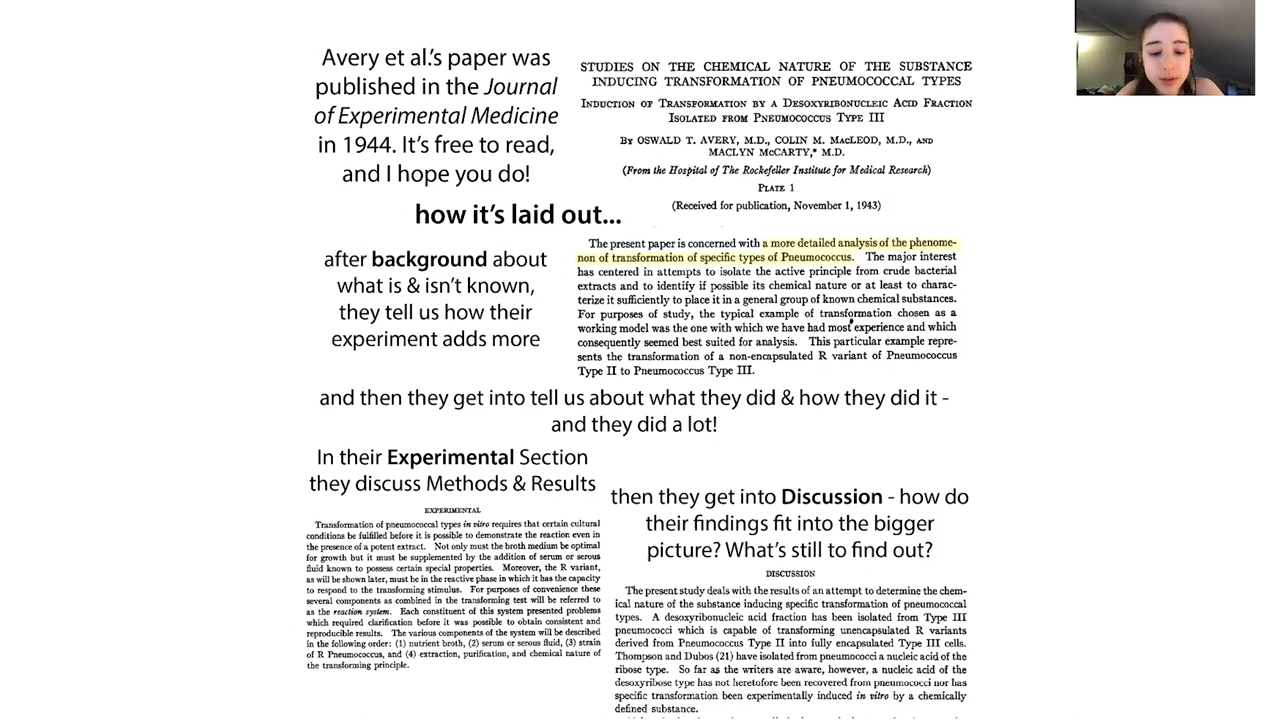 Avery et al.'s paper was
published in the Journal
of Experimental Medicine
in 1944. It's free to read,
and I hope you do!
STUDIES ON THE CHEMICAL NATURE OF THE SUBSTANCE
INDUCING TRANSFORMATION OF PNEUMOCOCCAL TYPES
INDUCTION OF TRANSFORMATION BY A DESOXYRIBONUCLEIC ACID FRACTION
ISOLATED FROM PNEUMOCOCCUS TYPE III
BY OSWALD T. AVERY, M.D., COLIN M. MACLEOD, M.D., AND
MACLYN McCARTY,* M.D.
(From the Hospital of The Rockefeller Institute for Medical Research)
PLATE 1
(Received for publication, November 1, 1943)
how it's laid out...
after background about
what is & isn't known,
they tell us how their
experiment adds more
The present paper is concerned with a more detailed analysis of the phenome-
non of transformation of specific types of Pneumococcus. The major interest
has centered in attempts to isolate the active principle from crude bacterial
extracts and to identify if possible its chemical nature or at least to charac-
terize it sufficiently to place it in a general group of known chemical substances.
For purposes of study, the typical example of transformation chosen as a
working model was the one with which we have had most experience and which
consequently seemed best suited for analysis. This particular example repre-
sents the transformation of a non-encapsulated R variant of Pneumococcus
Type II to Pneumococcus Type III.
and then they get into tell us about what they did & how they did it -
and they did a lot!
In their Experimental Section
they discuss Methods & Results
EXPERIMENTAL
Transformation of pneumococcal types in vitro requires that certain cultural
conditions be fulfilled before it is possible to demonstrate the reaction even in
the presence of a potent extract. Not only must the broth medium be optimal
for growth but it must be supplemented by the addition of serum or serous
fluid known to possess certain special properties. Moreover, the R variant,
as will be shown later, must be in the reactive phase in which it has the capacity
to respond to the transforming stimulus. For purposes of convenience these
several components as combined in the transforming test will be referred to
as the reaction system. Each constituent of this system presented problems
which required clarification before it was possible to obtain consistent and
reproducible results. The various components of the system will be described
in the following order: (1) nutrient broth, (2) serum or serous fluid, (3) strain
of R Pneumococcus, and (4) extraction, purification, and chemical nature of
the transforming principle.
then they get into Discussion - how do
their findings fit into the bigger
picture? What's still to find out?
DISCUSSION
The present study deals with the results of an attempt to determine the chem-
ical nature of the substance inducing specific transformation of pneumococcal
types. A desoxyribonucleic acid fraction has been isolated from Type III
pneumococci which is capable of transforming unencapsulated R variants
derived from Pneumococcus Type II into fully encapsulated Type III cells.
Thompson and Dubos (21) have isolated from pneumococci a nucleic acid of the
ribose type. So far as the writers are aware, however, a nucleic acid of the
desoxyribose type has not heretofore been recovered from pneumococci nor has
specific transformation been experimentally induced in vitro by a chemically
defined substance.